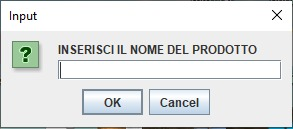 Input
INSERISCI IL NOME DEL PRODOTTO
OK
Cancel